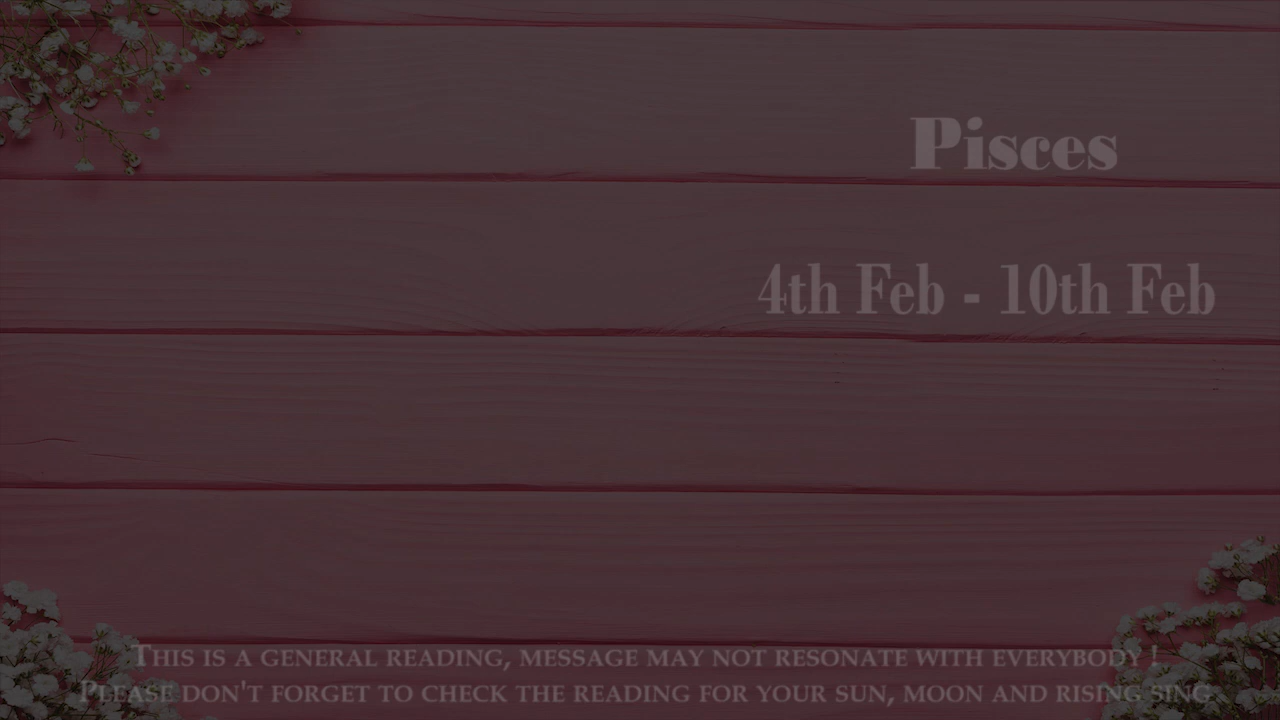 Pisces
4th Feb - 10th Feb
This is a general reading, message may not resonate with everybody !
Please don't forget to check the reading for your sun, moon and rising sing